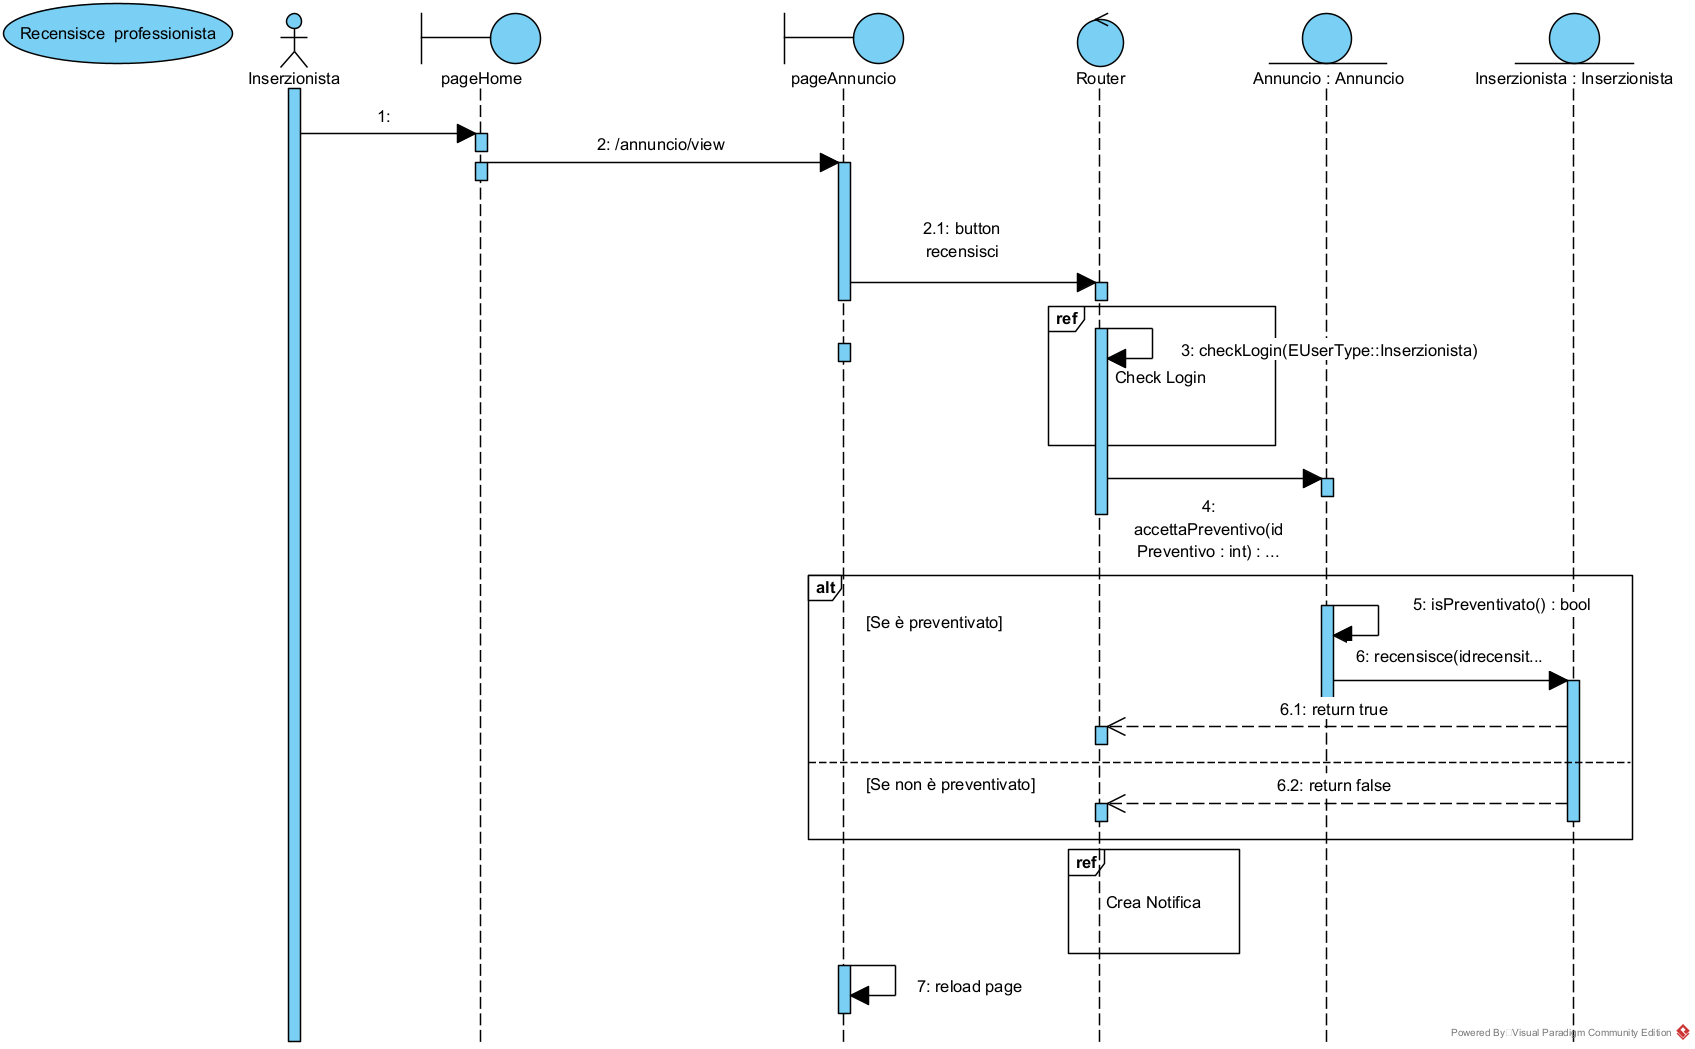 Recensisce professionista
Inserzionista
pageHome
pageAnnuncio
Router
Annuncio : Annuncio
Inserzionista : Inserzionista
1:
2: /annuncio/view
2.1: button
recensisci
ref
3: checkLogin(EUserType::Inserzionista)
Check Login
4:
accettaPreventivo(id
Preventivo : int) : ...
alt
5: isPreventivato() : bool
[Se è preventivato]
6: recensisce(idrecensit...
6.1: return true
[Se non è preventivato]
6.2: return false
ref
Crea Notifica
7: reload page
Powered By Visual Paradigm Community Edition